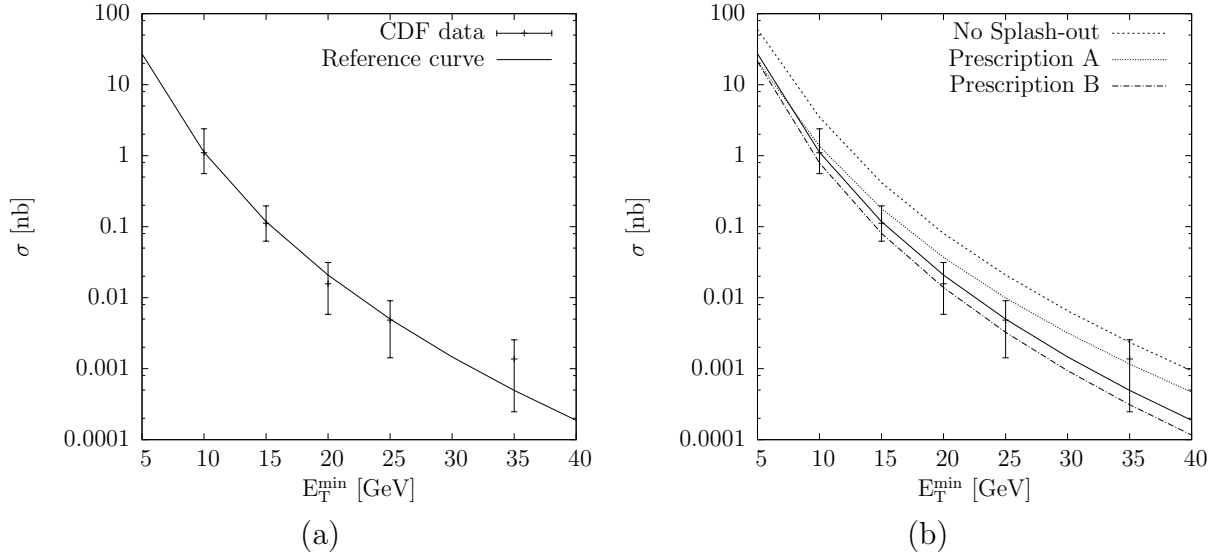 100
10
1
0.1
0.01
0.001
0.0001
σ [nb]
5 10 15 20 25 30 35 40
E_T^min [GeV]
CDF data
Reference curve
(a)
100
10
1
0.1
0.01
0.001
0.0001
σ [nb]
5 10 15 20 25 30 35 40
E_T^min [GeV]
No Splash-out
Prescription A
Prescription B
(b)